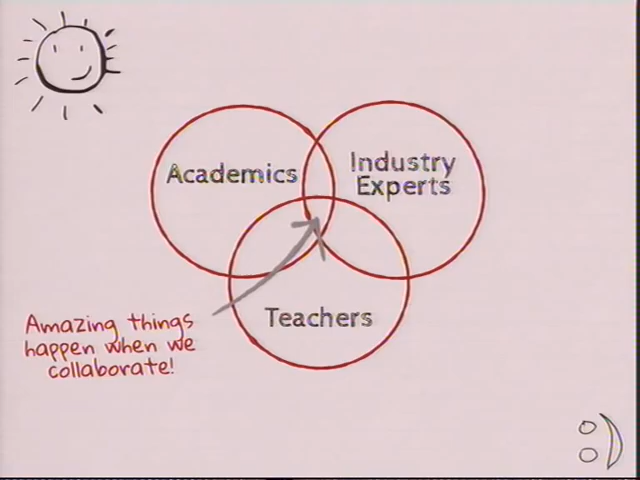 Academics
Industry
Experts
Teachers
Amazing things
happen when we
collaborate!